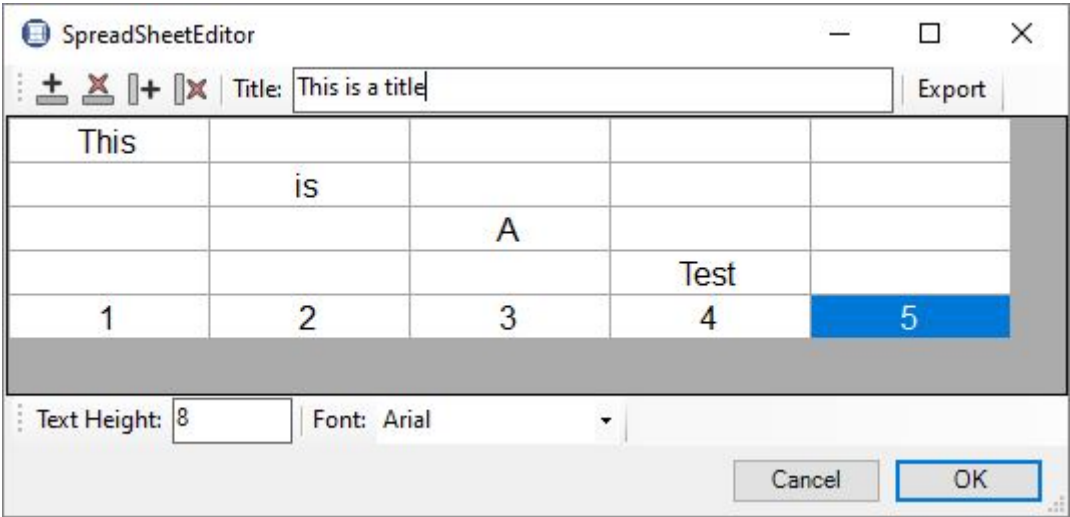 SpreadSheetEditor
Title: This is a title Export
This
is
A
Test
1 2 3 4 5
Text Height: 8 Font: Arial
Cancel OK